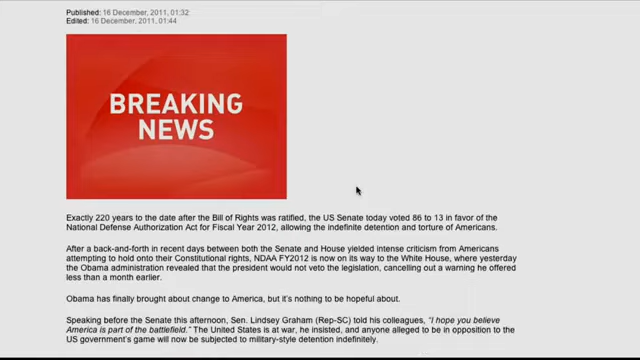 Published: 16 December, 2011, 01:32
Edited: 16 December, 2011, 01:44
BREAKING
NEWS
Exactly 220 years to the date after the Bill of Rights was ratified, the US Senate today voted 86 to 13 in favor of the
National Defense Authorization Act for Fiscal Year 2012, allowing the indefinite detention and torture of Americans.
After a back-and-forth in recent days between both the Senate and House yielded intense criticism from Americans
attempting to hold onto their Constitutional rights, NDAA FY2012 is now on its way to the White House, where yesterday
the Obama administration revealed that the president would not veto the legislation, cancelling out a warning he offered
less than a month earlier.
Obama has finally brought about change to America, but it's nothing to be hopeful about.
Speaking before the Senate this afternoon, Sen. Lindsey Graham (Rep-SC) told his colleagues, "I hope you believe
America is part of the battlefield." The United States is at war, he insisted, and anyone alleged to be in opposition to the
US government's game will now be subjected to military-style detention indefinitely.